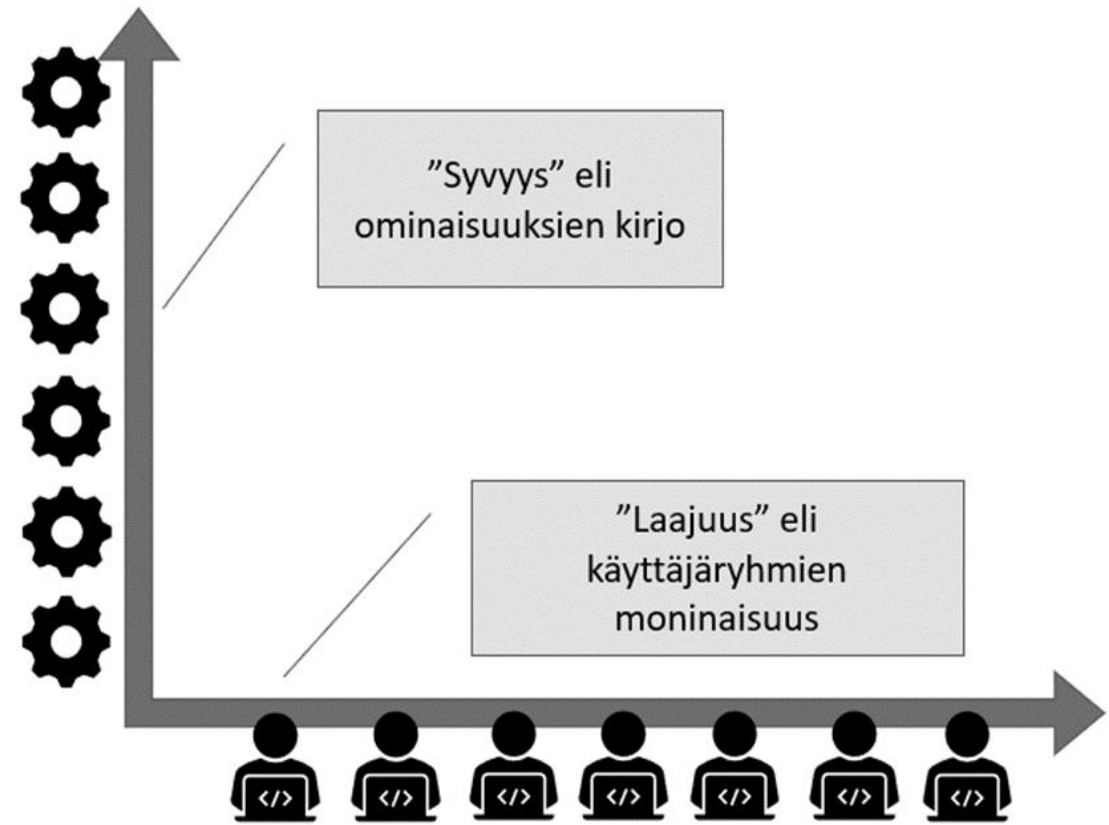 ”Syvyys” eli
ominaisuuksien kirjo
”Laajuus” eli
käyttäjäryhmien
moninaisuus
</>
</>
</>
</>
</>
</>
</>